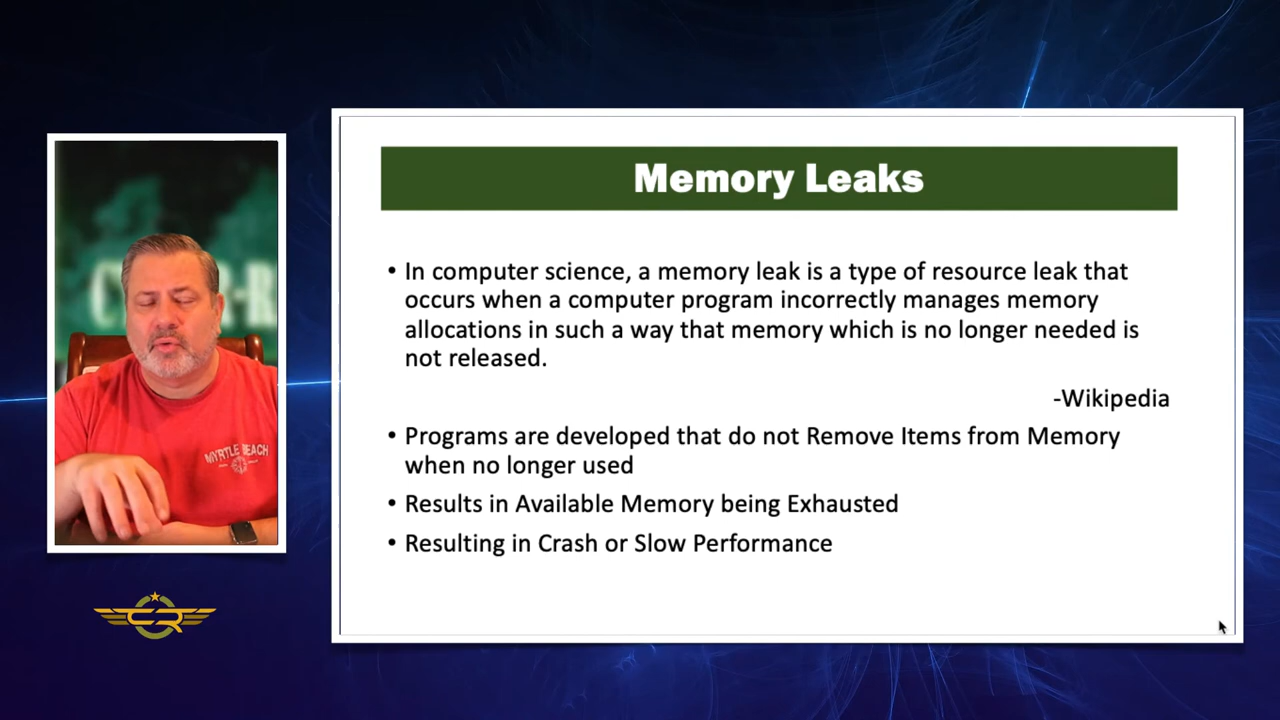 Memory Leaks
• In computer science, a memory leak is a type of resource leak that
occurs when a computer program incorrectly manages memory
allocations in such a way that memory which is no longer needed is
not released.
-Wikipedia
• Programs are developed that do not Remove Items from Memory
when no longer used
• Results in Available Memory being Exhausted
• Resulting in Crash or Slow Performance
MYRTLE BEACH
CR